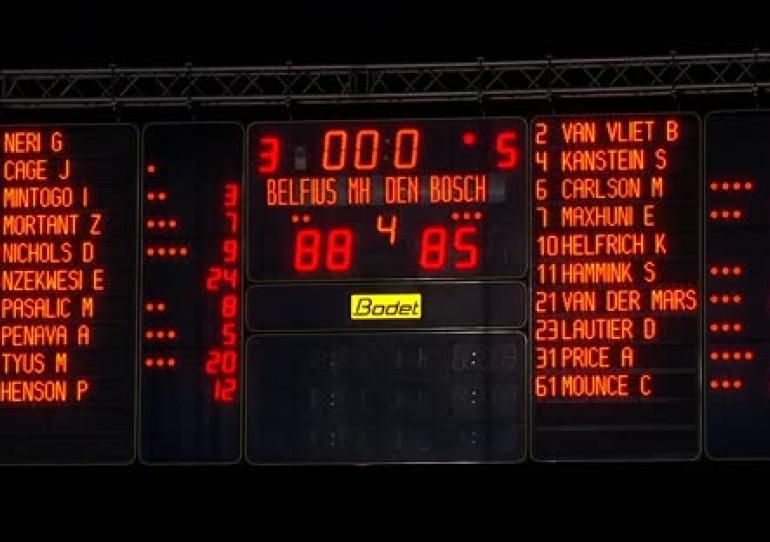 3 00:0 5
BELFIUS MH DEN BOSCH
88 4 85
Bodet
NERI G
CAGE J
MINTOGO I 3
MORTANT Z 7
NICHOLS D 9
NZEKWESI E 24
PASALIC M 8
PENAVA A 5
TYUS M 20
HENSON P 12
2 VAN VLIET B
4 KANSTEIN S
6 CARLSON M
7 MAXHUNI E
10 HELFRICH K
11 HAMMINK S
21 VAN DER MARS
23 LAUTIER D
31 PRICE A
61 MOUNCE C